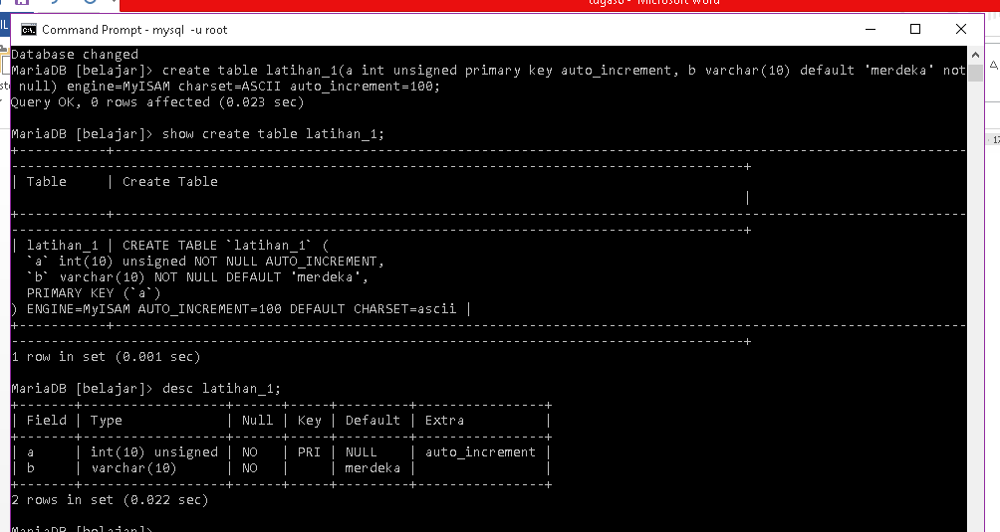 Command Prompt - mysql -u root
Database changed
MariaDB [belajar]> create table latihan_1(a int unsigned primary key auto_increment, b varchar(10) default 'merdeka' not
null) engine=MyISAM charset=ASCII auto_increment=100;
Query OK, 0 rows affected (0.023 sec)
MariaDB [belajar]> show create table latihan_1;
| Table | Create Table
|
| latihan_1 | CREATE TABLE `latihan_1` (
`a` int(10) unsigned NOT NULL AUTO_INCREMENT,
`b` varchar(10) NOT NULL DEFAULT 'merdeka',
PRIMARY KEY (`a`)
) ENGINE=MyISAM AUTO_INCREMENT=100 DEFAULT CHARSET=ascii |
1 row in set (0.001 sec)
MariaDB [belajar]> desc latihan_1;
| Field | Type | Null | Key | Default | Extra |
| a | int(10) unsigned | NO | PRI | NULL | auto_increment |
| b | varchar(10) | NO | | merdeka | |
2 rows in set (0.022 sec)
MariaDB [belajar]>